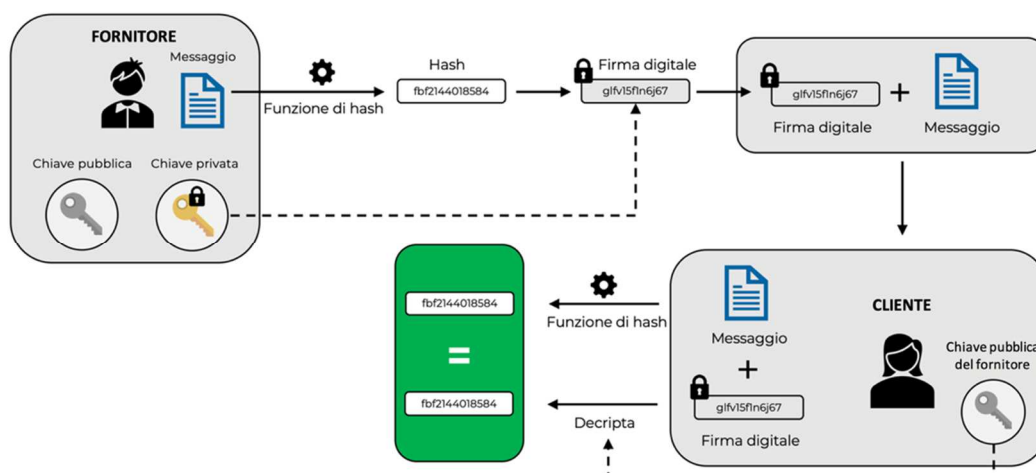 FORNITORE
Messaggio
Funzione di hash
Hash
fbf2144018584
Firma digitale
glfv15f1n6j67
Chiave pubblica
Chiave privata
glfv15f1n6j67
+
Firma digitale
Messaggio
CLIENTE
Messaggio
+
glfv15f1n6j67
Firma digitale
Chiave pubblica
del fornitore
Funzione di hash
Decripta
fbf2144018584
=
fbf2144018584